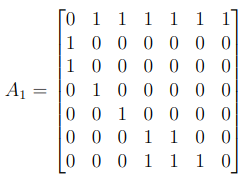 0 1 1 1 1 1 1
1 0 0 0 0 0 0
1 0 0 0 0 0 0
A₁ = 0 1 0 0 0 0 0
0 0 1 0 0 0 0
0 0 0 1 1 0 0
0 0 0 1 1 1 0